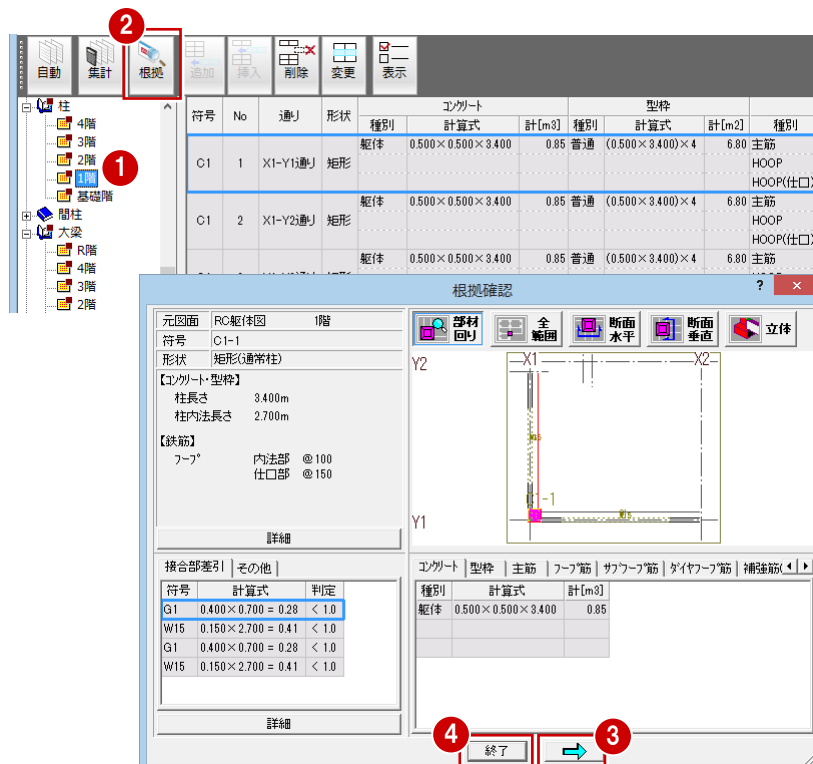 2
自動 集計 根拠 追加 挿入 削除 変更 表示
柱
4階
3階
2階
1階
1
基礎階
間柱
大梁
R階
4階
3階
2階
符号 No 通り 形状 コンクリート 型枠
種別 計算式 計[m3] 種別 計算式 計[m2] 種別
C1 1 X1-Y1通り 矩形 躯体 0.500×0.500×3.400 0.85 普通 (0.500×3.400)×4 6.80 主筋
HOOP
HOOP(仕口)
C1 2 X1-Y2通り 矩形 躯体 0.500×0.500×3.400 0.85 普通 (0.500×3.400)×4 6.80 主筋
HOOP
HOOP(仕口)
躯体 0.500×0.500×3.400 0.85 普通 (0.500×3.400)×4 6.80 主筋
根拠確認 ? ×
元図面 RC躯体図 1階
符号 C1-1
形状 矩形(通常柱)
【コンクリート・型枠】
柱長さ 3.400m
柱内法長さ 2.700m
【鉄筋】
フープ 内法部 @100
仕口部 @150
詳細
部材回り 全範囲 断面水平 断面垂直 立体
Y2 X1 X2
W15
C1-1
Y1 W15
接合部差引 その他
符号 計算式 判定
G1 0.400×0.700 = 0.28 < 1.0
W15 0.150×2.700 = 0.41 < 1.0
G1 0.400×0.700 = 0.28 < 1.0
W15 0.150×2.700 = 0.41 < 1.0
詳細
コンクリート 型枠 主筋 フープ筋 サブフープ筋 ダイヤフープ筋 補強筋(
種別 計算式 計[m3]
躯体 0.500×0.500×3.400 0.85
4 終了 3